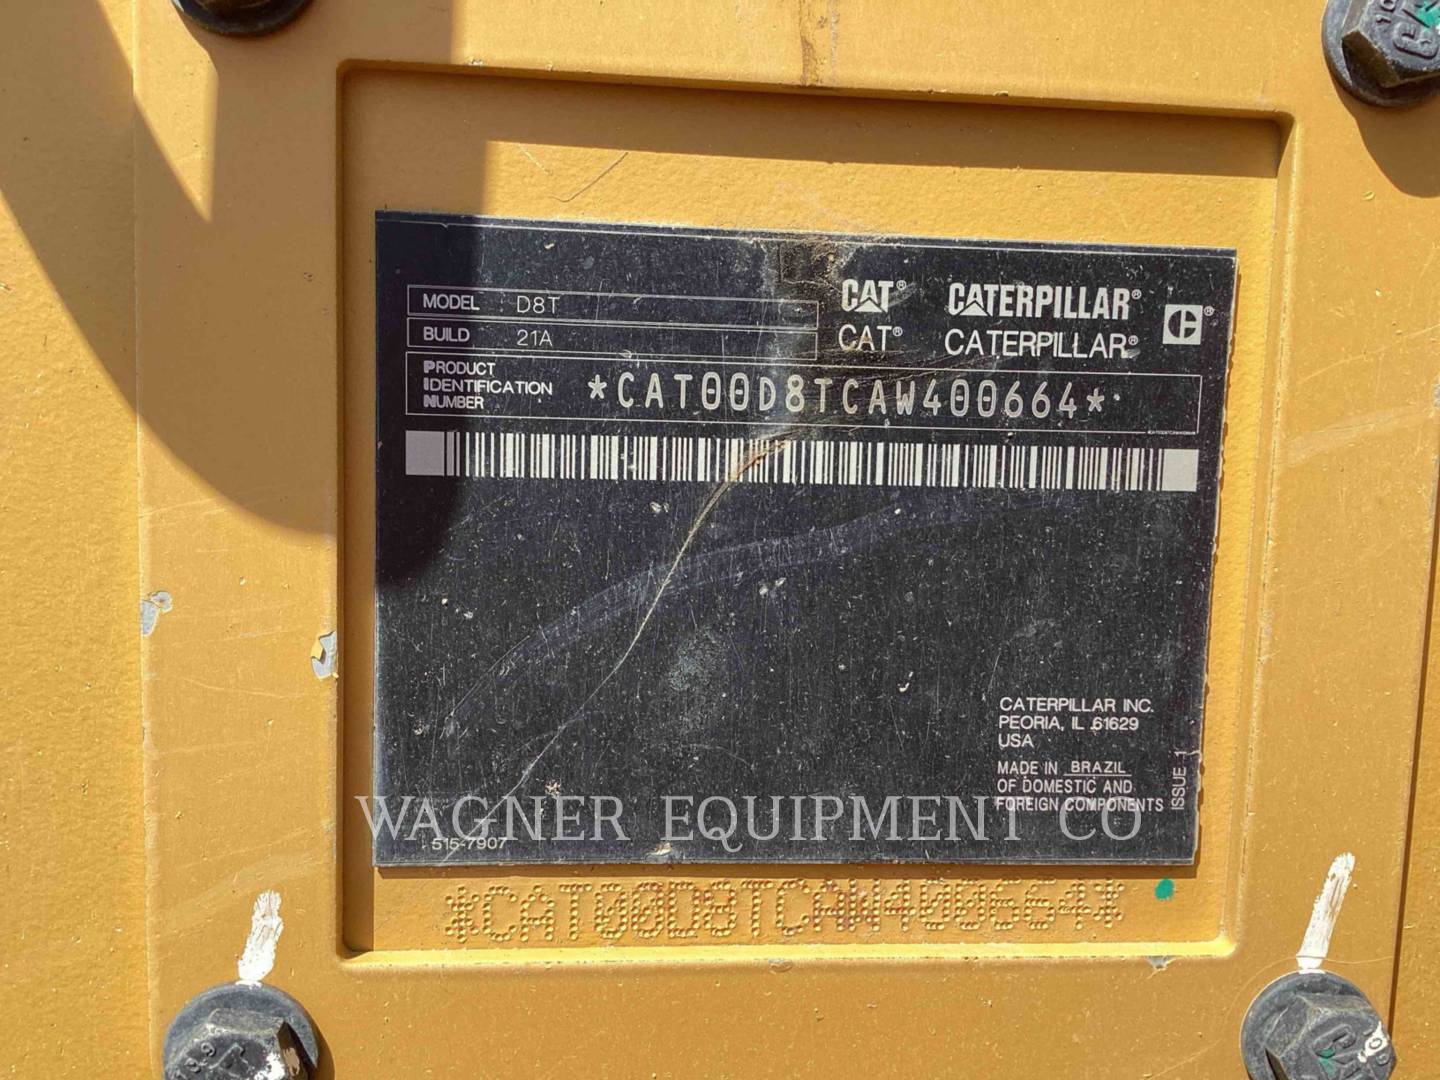 MODEL D8T
BUILD 21A
CAT® CATERPILLAR®
CAT® CATERPILLAR®
PRODUCT
IDENTIFICATION
NUMBER
*CAT00D8TCAW400664*
CATERPILLAR INC.
PEORIA, IL 61629
USA
MADE IN BRAZIL
OF DOMESTIC AND
FOREIGN COMPONENTS
ISSUE 1
WAGNER EQUIPMENT CO
515-7907
*CAT00D8TCAW400664*